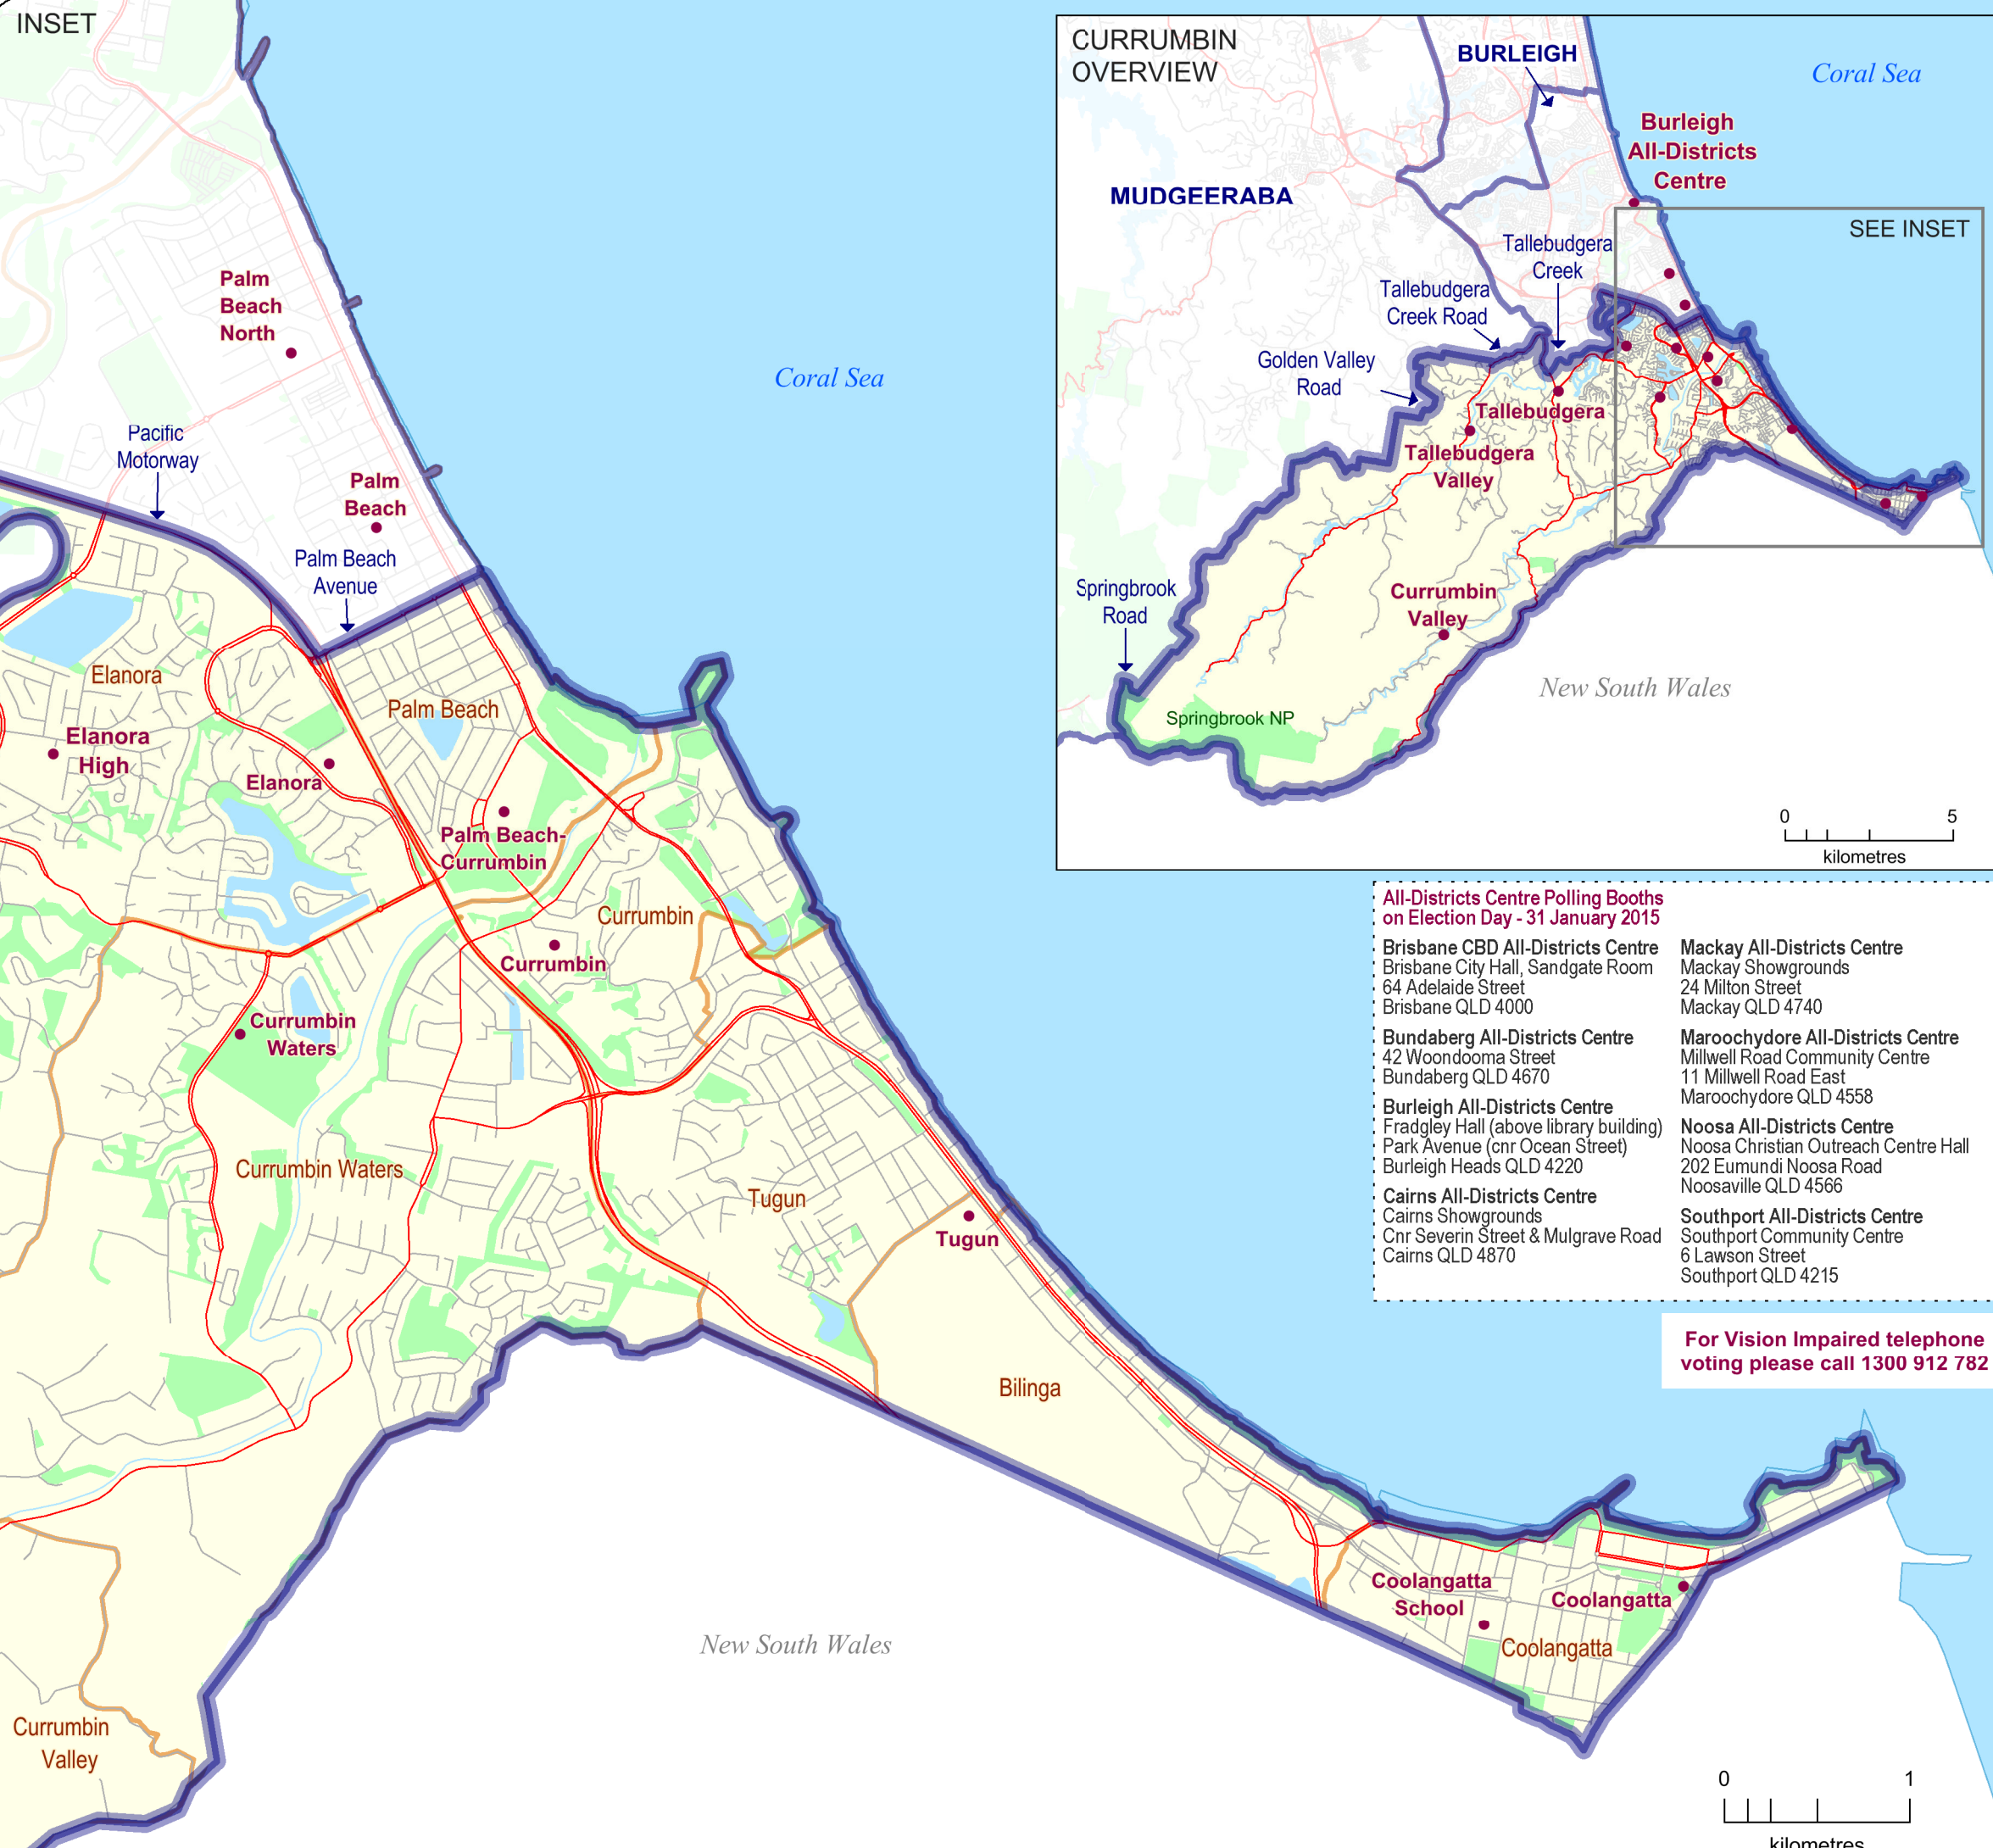 INSET
CURRUMBIN
OVERVIEW
BURLEIGH
Coral Sea
Burleigh
All-Districts
Centre
MUDGEERABA
SEE INSET
Tallebudgera
Creek
Tallebudgera
Creek Road
Golden Valley
Road
Tallebudgera
Tallebudgera
Valley
Springbrook
Road
Currumbin
Valley
New South Wales
Springbrook NP
0 5
kilometres
Palm
Beach
North
Coral Sea
Pacific
Motorway
Palm
Beach
Palm Beach
Avenue
Elanora
Palm Beach
Elanora
High
Elanora
Palm Beach-
Currumbin
Currumbin
Currumbin
Currumbin
Waters
Currumbin Waters
Tugun
Tugun
Bilinga
Coolangatta
School
Coolangatta
Coolangatta
New South Wales
Currumbin
Valley
All-Districts Centre Polling Booths
on Election Day - 31 January 2015
Brisbane CBD All-Districts Centre
Brisbane City Hall, Sandgate Room
64 Adelaide Street
Brisbane QLD 4000
Bundaberg All-Districts Centre
42 Woondooma Street
Bundaberg QLD 4670
Burleigh All-Districts Centre
Fradgley Hall (above library building)
Park Avenue (cnr Ocean Street)
Burleigh Heads QLD 4220
Cairns All-Districts Centre
Cairns Showgrounds
Cnr Severin Street & Mulgrave Road
Cairns QLD 4870
Mackay All-Districts Centre
Mackay Showgrounds
24 Milton Street
Mackay QLD 4740
Maroochydore All-Districts Centre
Millwell Road Community Centre
11 Millwell Road East
Maroochydore QLD 4558
Noosa All-Districts Centre
Noosa Christian Outreach Centre Hall
202 Eumundi Noosa Road
Noosaville QLD 4566
Southport All-Districts Centre
Southport Community Centre
6 Lawson Street
Southport QLD 4215
For Vision Impaired telephone
voting please call 1300 912 782
0 1
kilometres